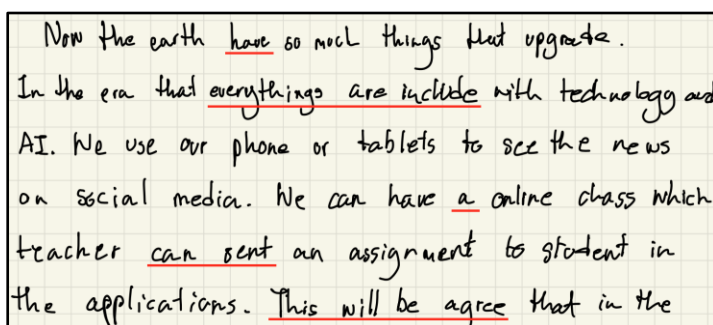 Now the earth have so much things that upgrade.
In the era that everythings are include with technology and
AI. We use our phone or tablets to see the news
on social media. We can have a online class which
teacher can sent an assignment to student in
the applications. This will be agree that in the